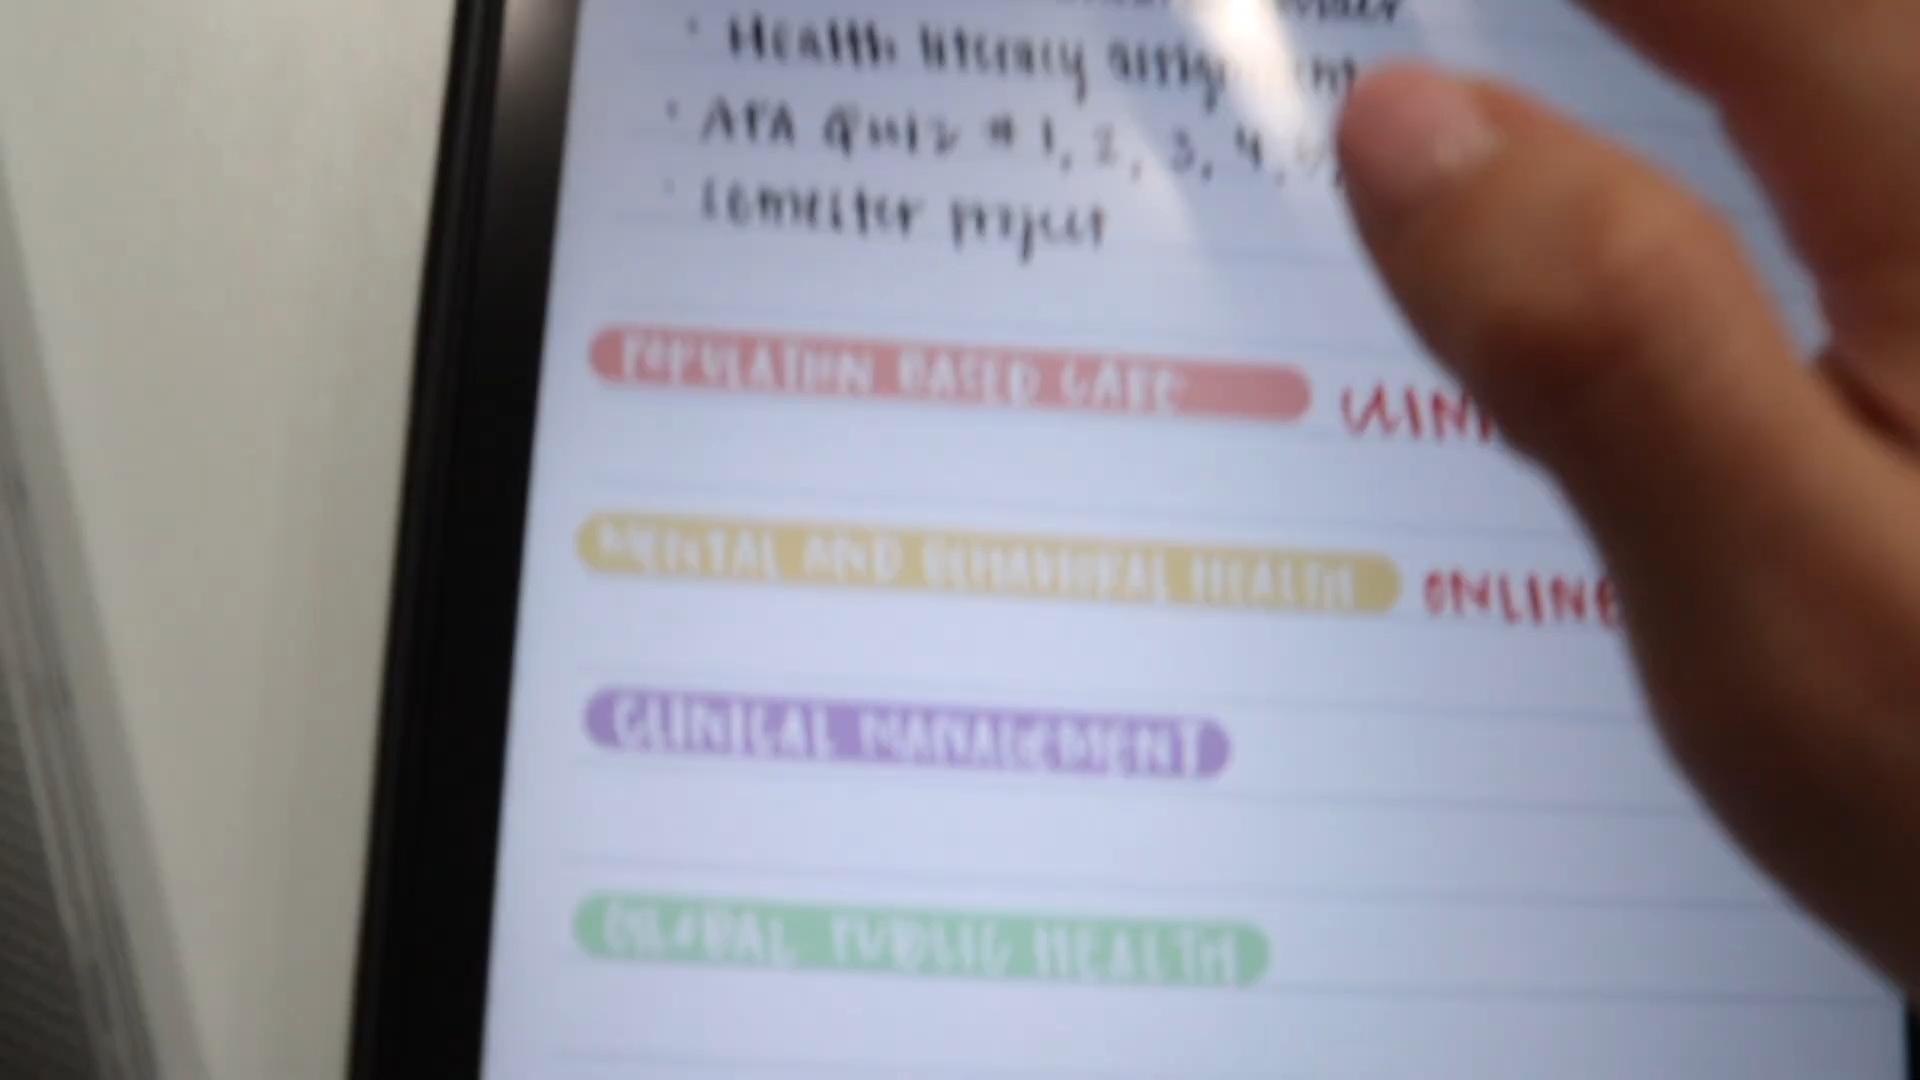 • Health literacy
• APA Quiz # 1, 2, 3, 4,
• semester project
POPULATION BASED CARE
MENTAL AND BEHAVIORAL HEALTH ONLINE
CLINICAL MANAGEMENT
GLOBAL PUBLIC HEALTH